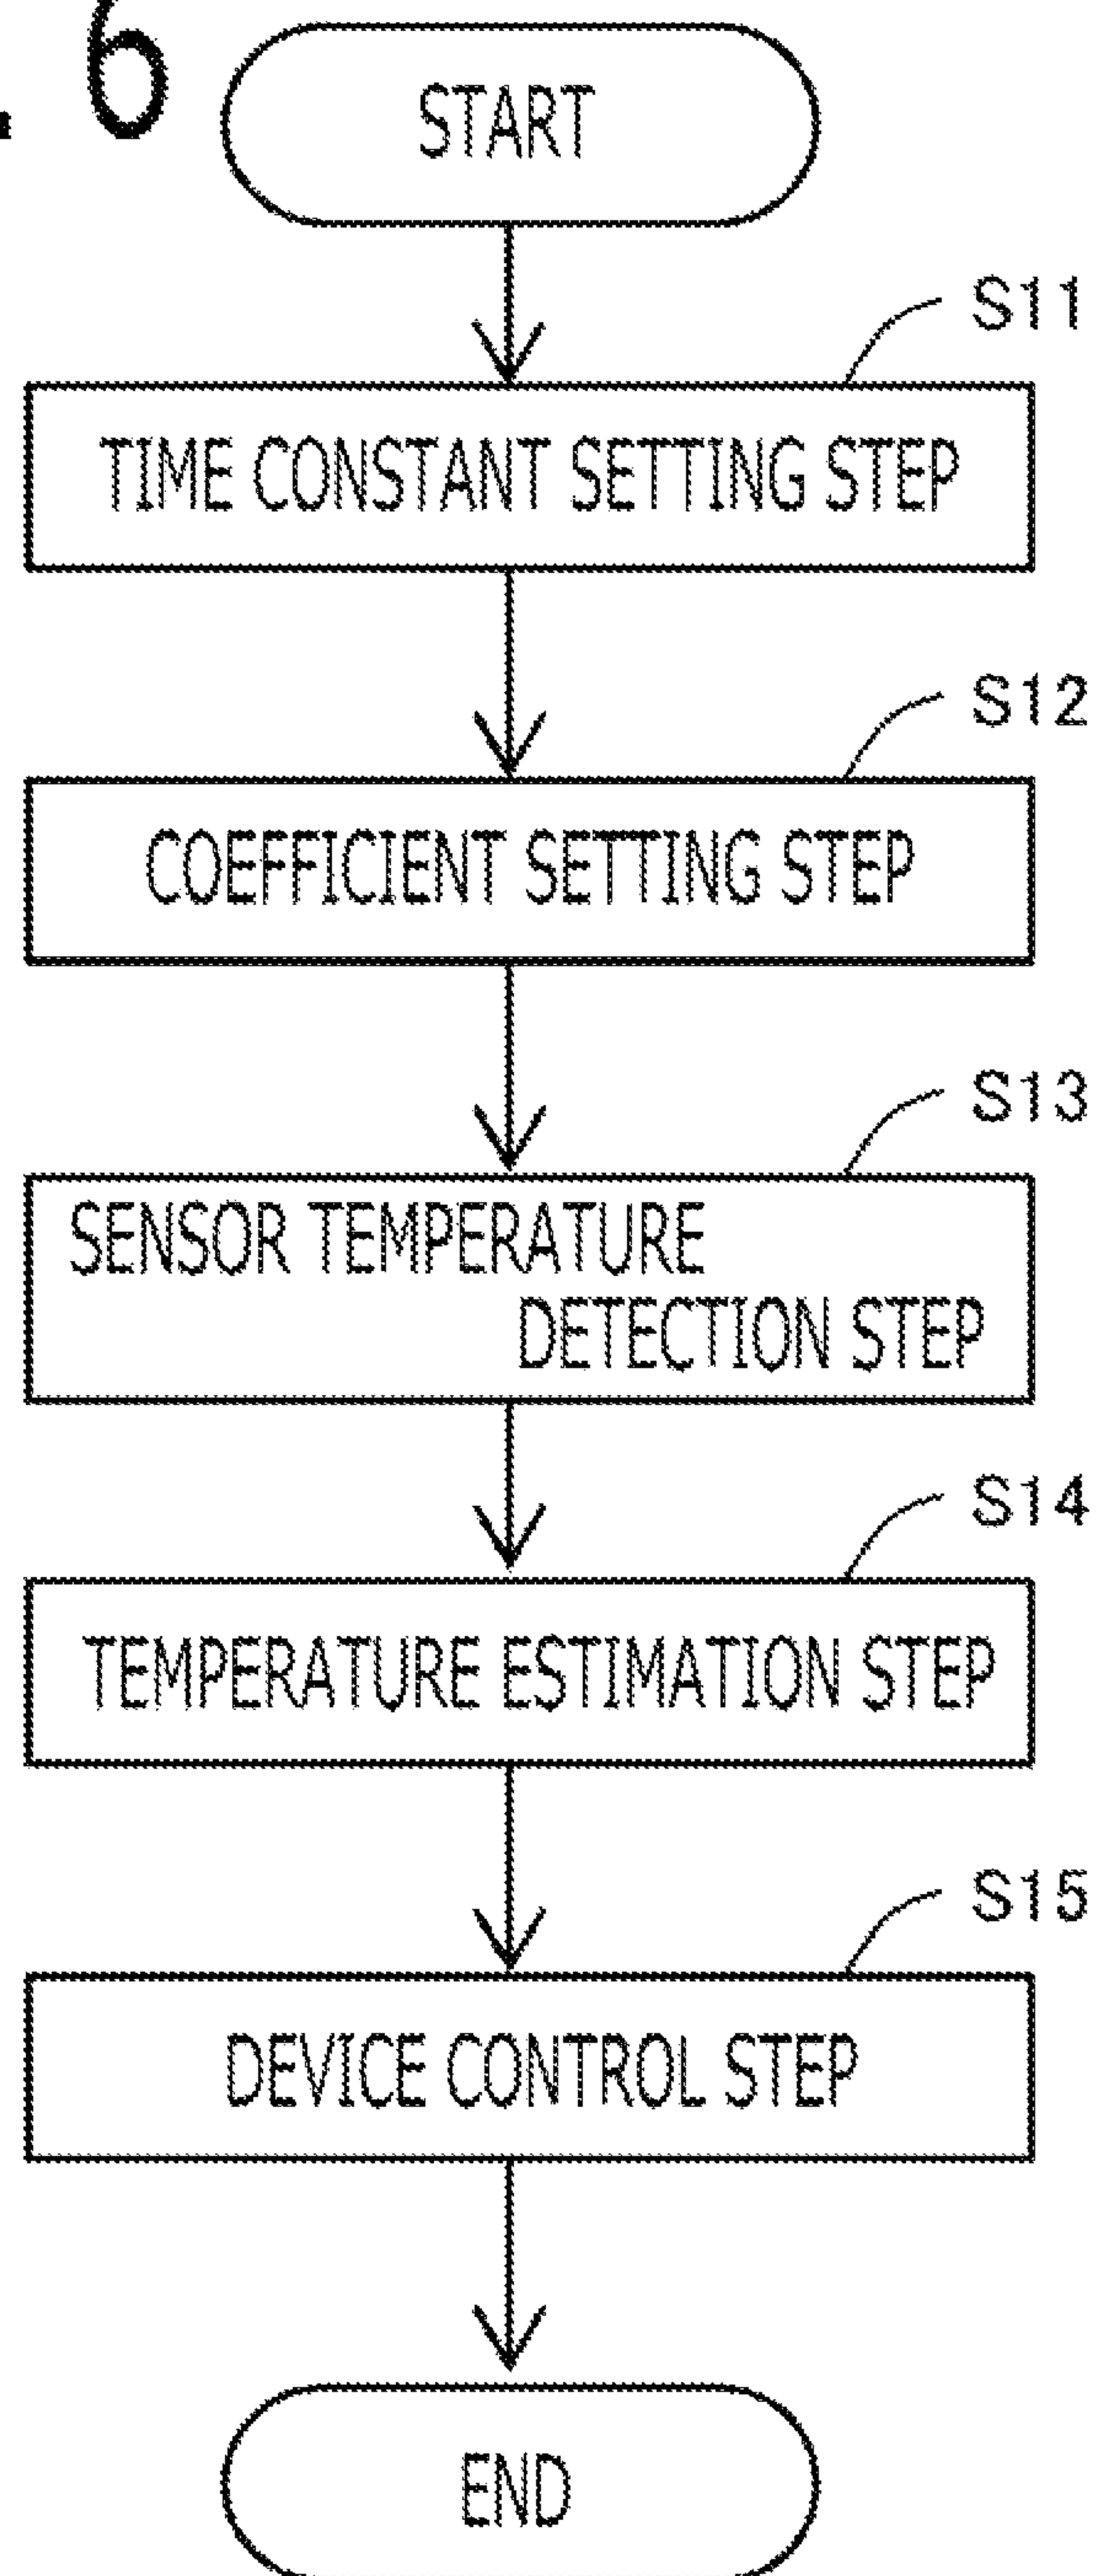 . 6
START
S11
TIME CONSTANT SETTING STEP
S12
COEFFICIENT SETTING STEP
S13
SENSOR TEMPERATURE
DETECTION STEP
S14
TEMPERATURE ESTIMATION STEP
S15
DEVICE CONTROL STEP
END